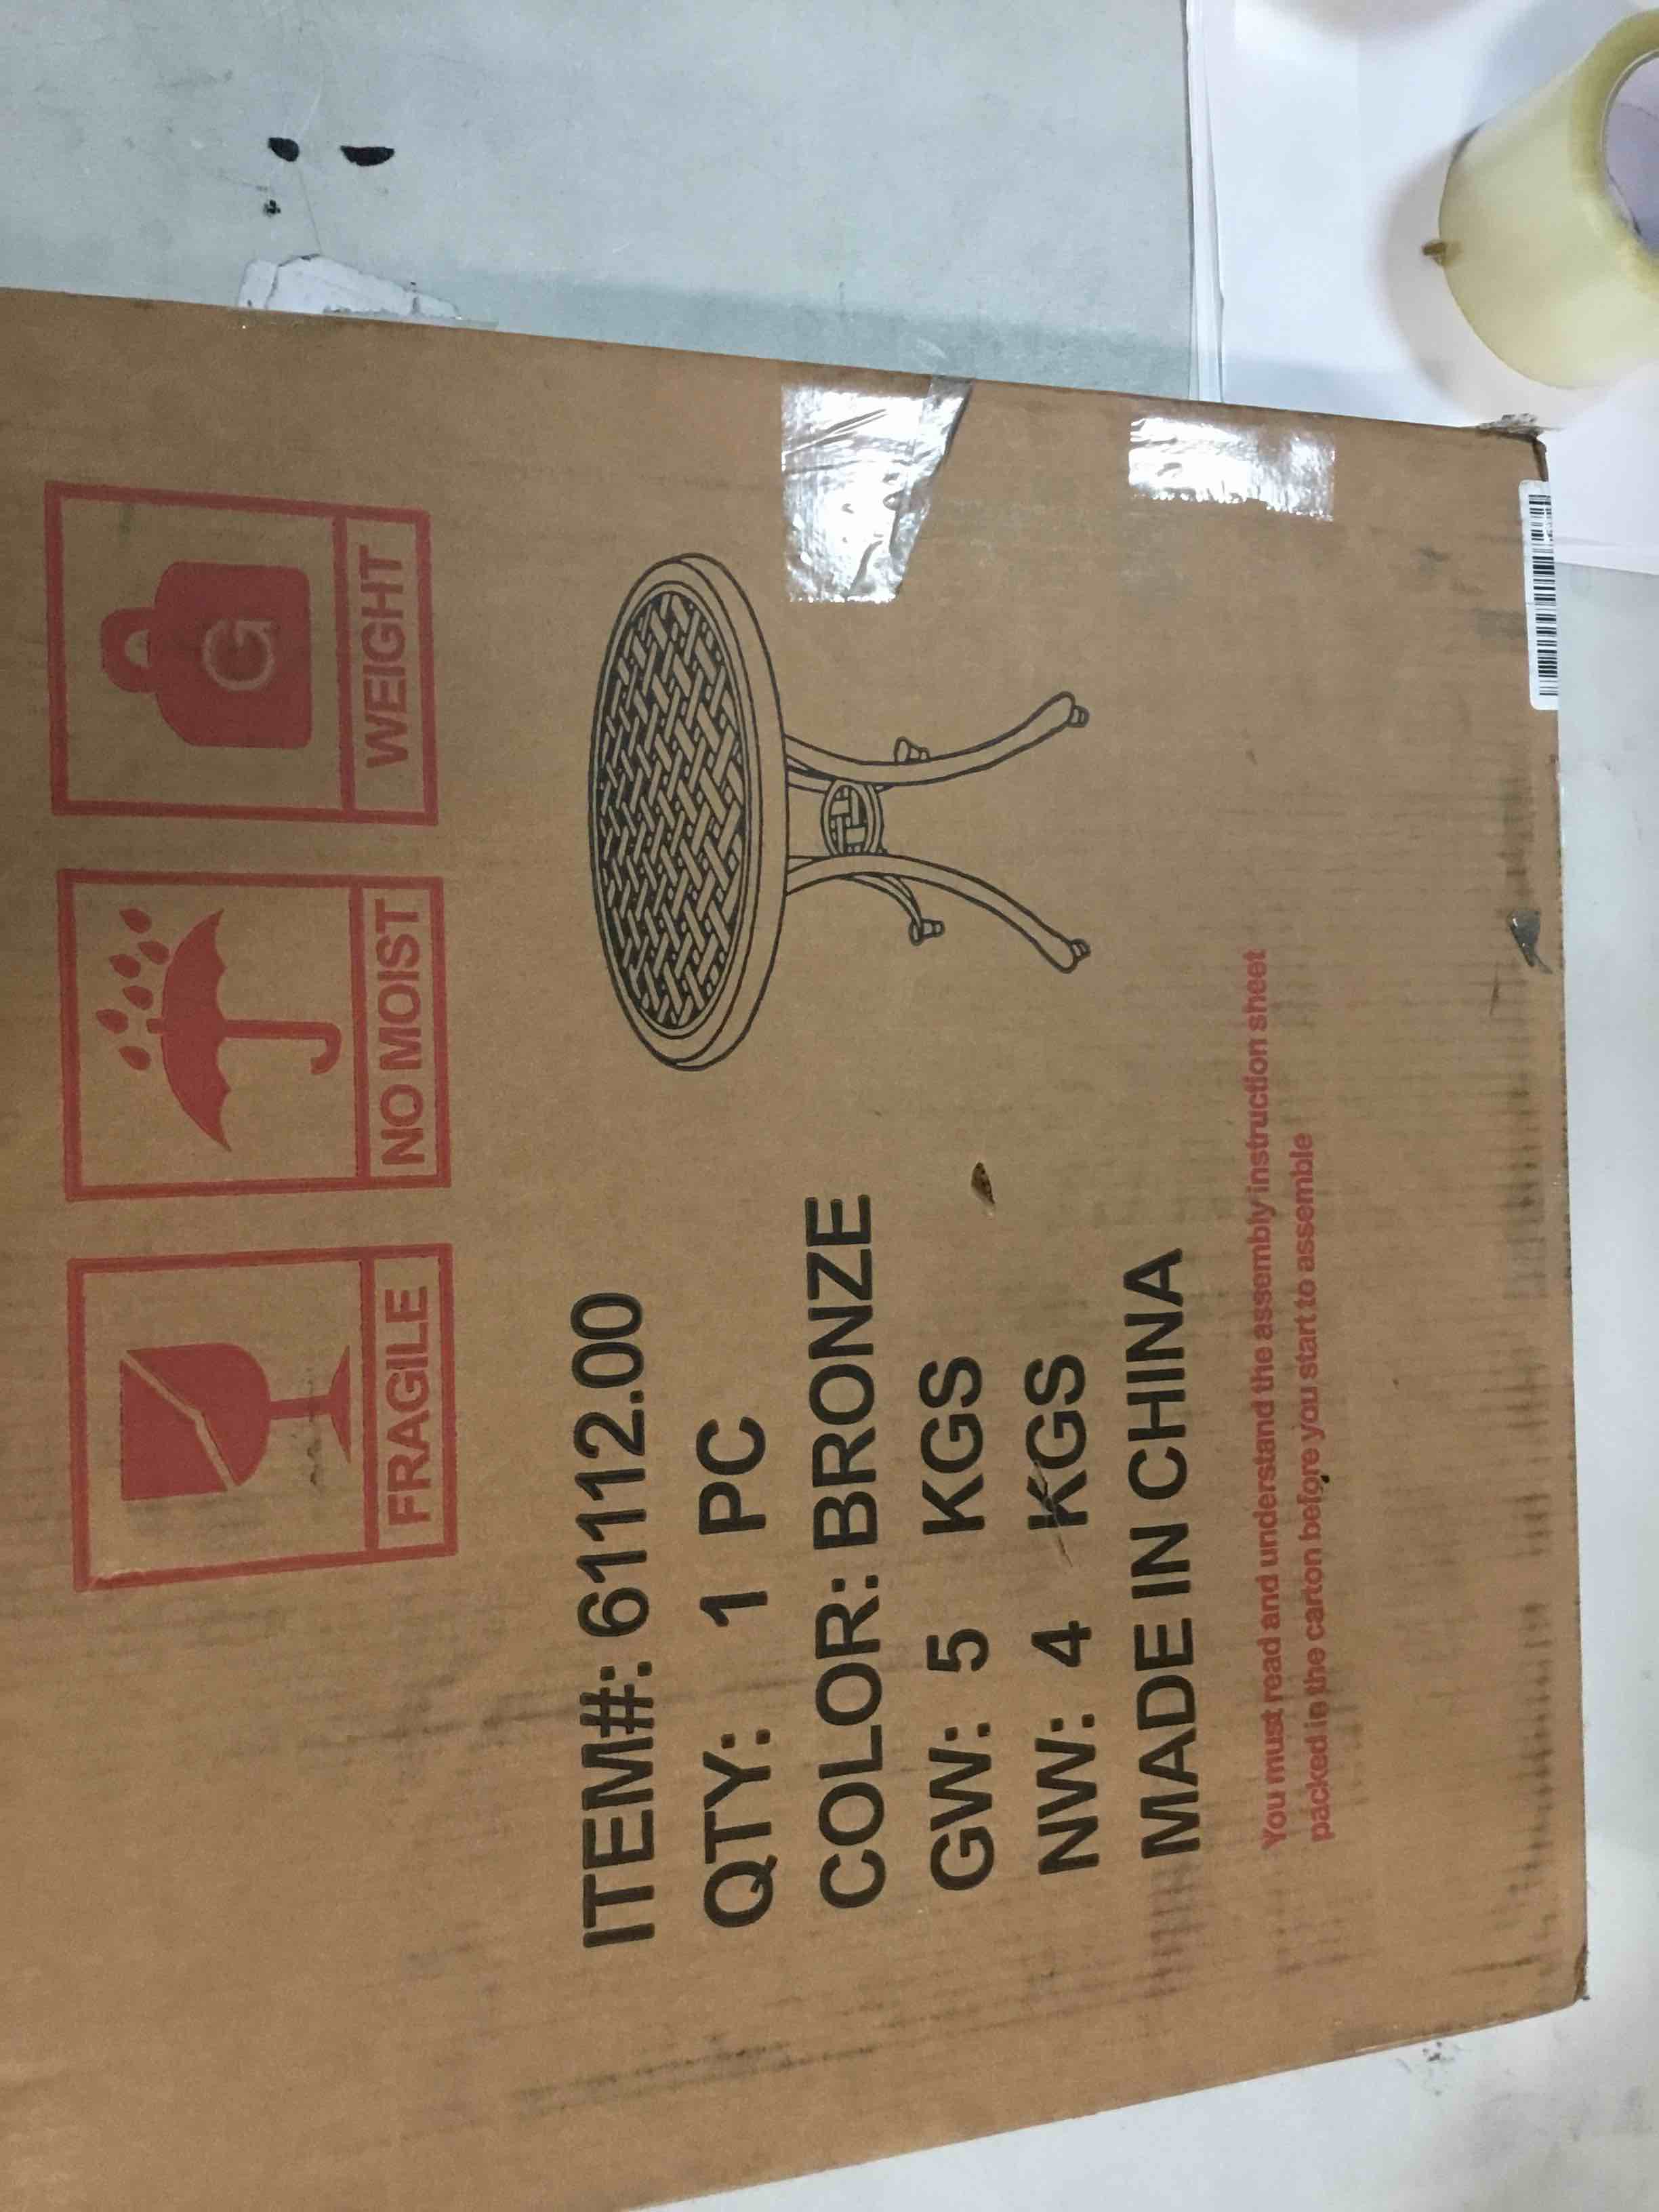 FRAGILE
NO MOIST
G
WEIGHT
ITEM#: 61112.00
QTY: 1 PC
COLOR: BRONZE
GW: 5 KGS
NW: 4 KGS
MADE IN CHINA
You must read and understand the assembly instruction sheet
packed in the carton before you start to assemble